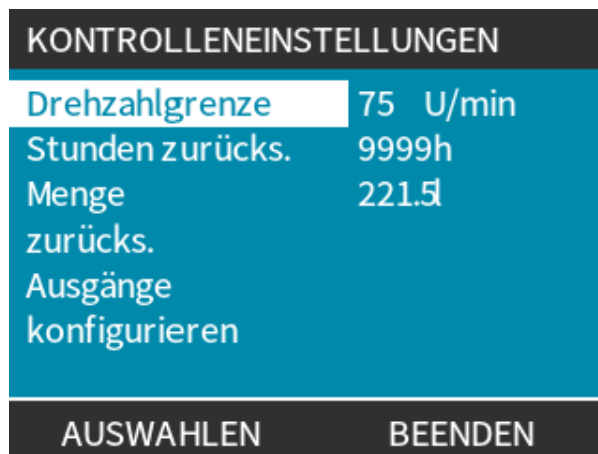 KONTROLLENEINSTELLUNGEN
Drehzahlgrenze 75 U/min
Stunden zurücks. 9999h
Menge 221.5l
zurücks.
Ausgänge
konfigurieren
AUSWAHLEN BEENDEN